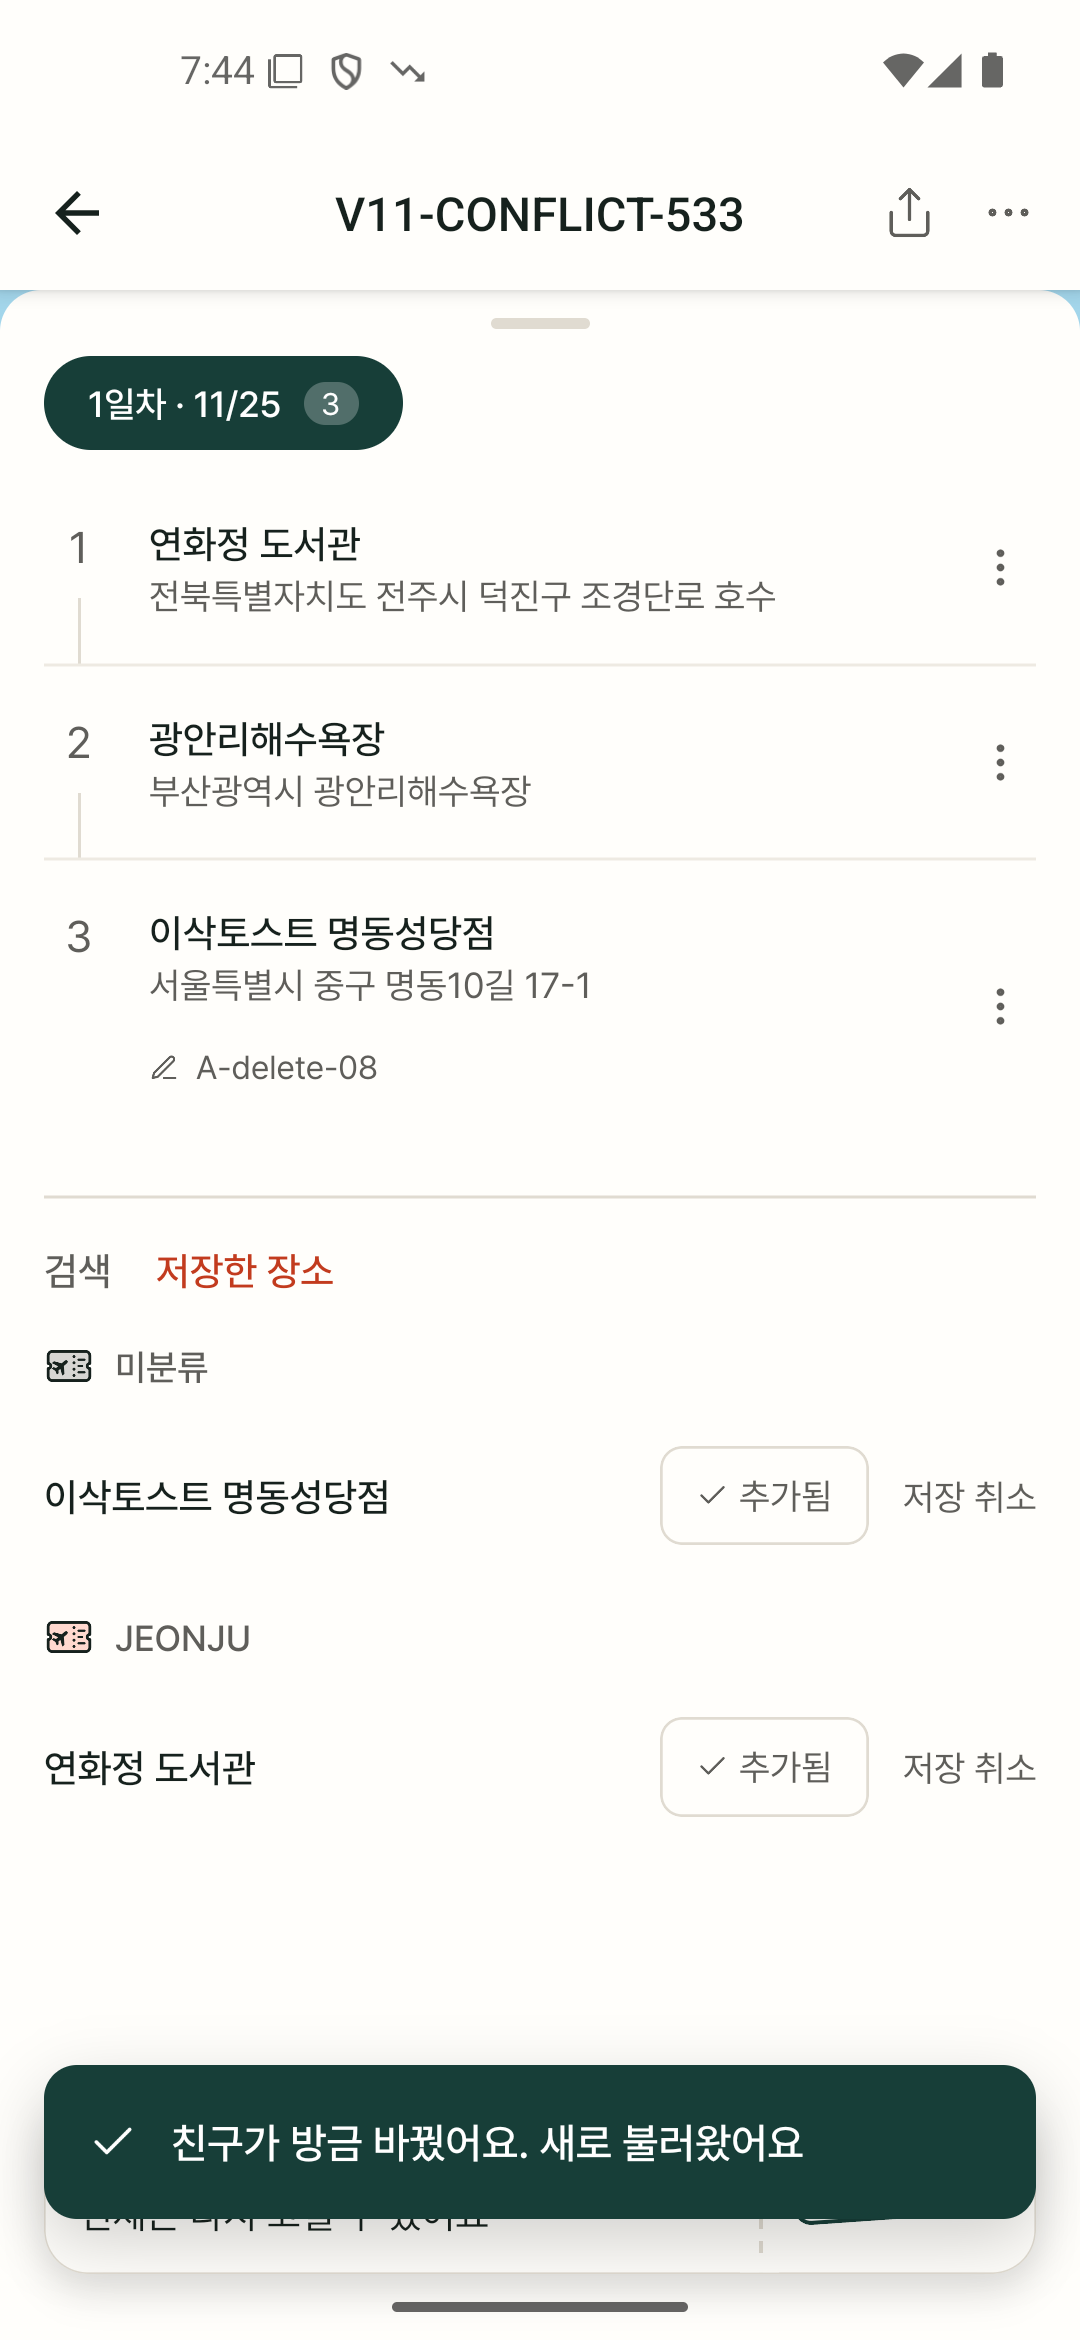 7:44
V11-CONFLICT-533
1일차 · 11/25 3
1 연화정 도서관
전북특별자치도 전주시 덕진구 조경단로 호수
2 광안리해수욕장
부산광역시 광안리해수욕장
3 이삭토스트 명동성당점
서울특별시 중구 명동10길 17-1
A-delete-08
검색 저장한 장소
미분류
이삭토스트 명동성당점 추가됨 저장 취소
JEONJU
연화정 도서관 추가됨 저장 취소
친구가 방금 바꿨어요. 새로 불러왔어요